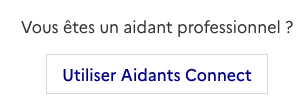 Vous êtes un aidant professionnel ?
Utiliser Aidants Connect